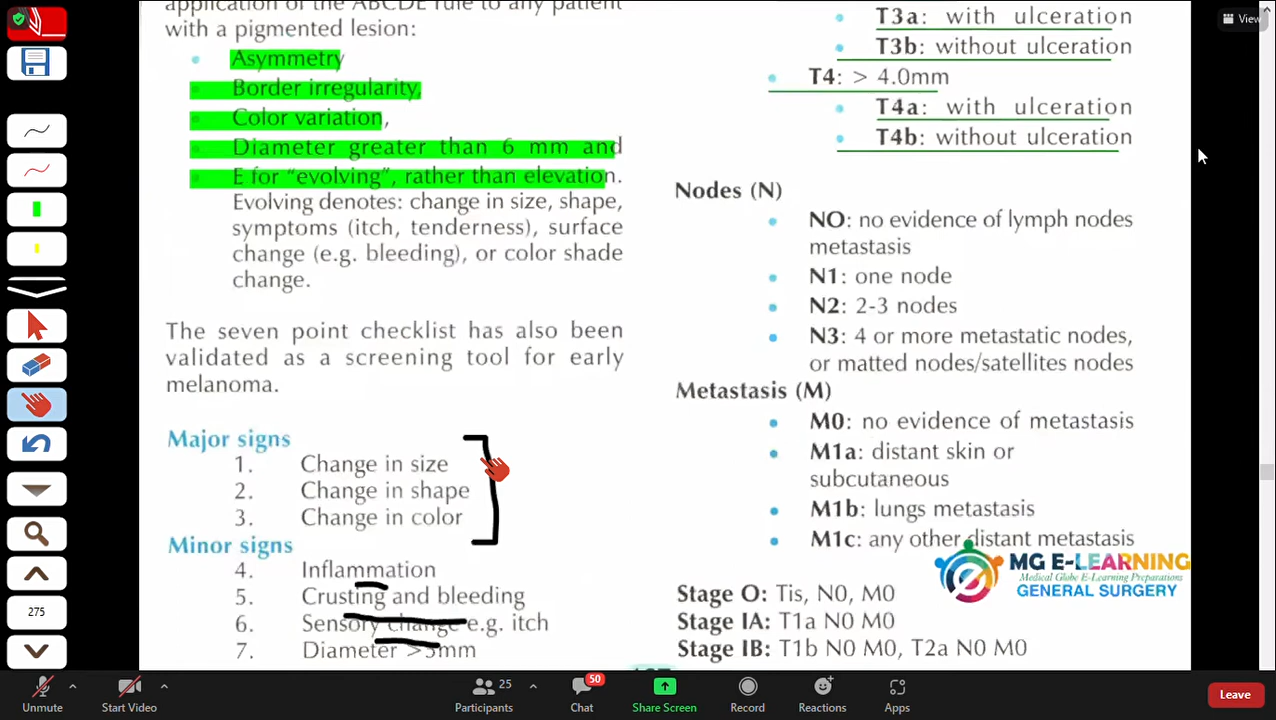 application of the ABCDE rule to any patient
with a pigmented lesion:
Asymmetry
Border irregularity,
Color variation,
Diameter greater than 6 mm and
E for "evolving", rather than elevation.
Evolving denotes: change in size, shape,
symptoms (itch, tenderness), surface
change (e.g. bleeding), or color shade
change.
The seven point checklist has also been
validated as a screening tool for early
melanoma.
Major signs
1. Change in size
2. Change in shape
3. Change in color
Minor signs
4. Inflammation
5. Crusting and bleeding
6. Sensory change e.g. itch
7. Diameter >5mm
T3a: with ulceration
T3b: without ulceration
T4: > 4.0mm
T4a: with ulceration
T4b: without ulceration
Nodes (N)
NO: no evidence of lymph nodes
metastasis
N1: one node
N2: 2-3 nodes
N3: 4 or more metastatic nodes,
or matted nodes/satellites nodes
Metastasis (M)
M0: no evidence of metastasis
M1a: distant skin or
subcutaneous
M1b: lungs metastasis
M1c: any other distant metastasis
MG E-LEARNING
Medical Globe E-Learning Preparations
GENERAL SURGERY
Stage O: Tis, N0, M0
Stage IA: T1a N0 M0
Stage IB: T1b N0 M0, T2a N0 M0
View
275
Unmute
Start Video
25
Participants
50
Chat
Share Screen
Record
Reactions
Apps
Leave